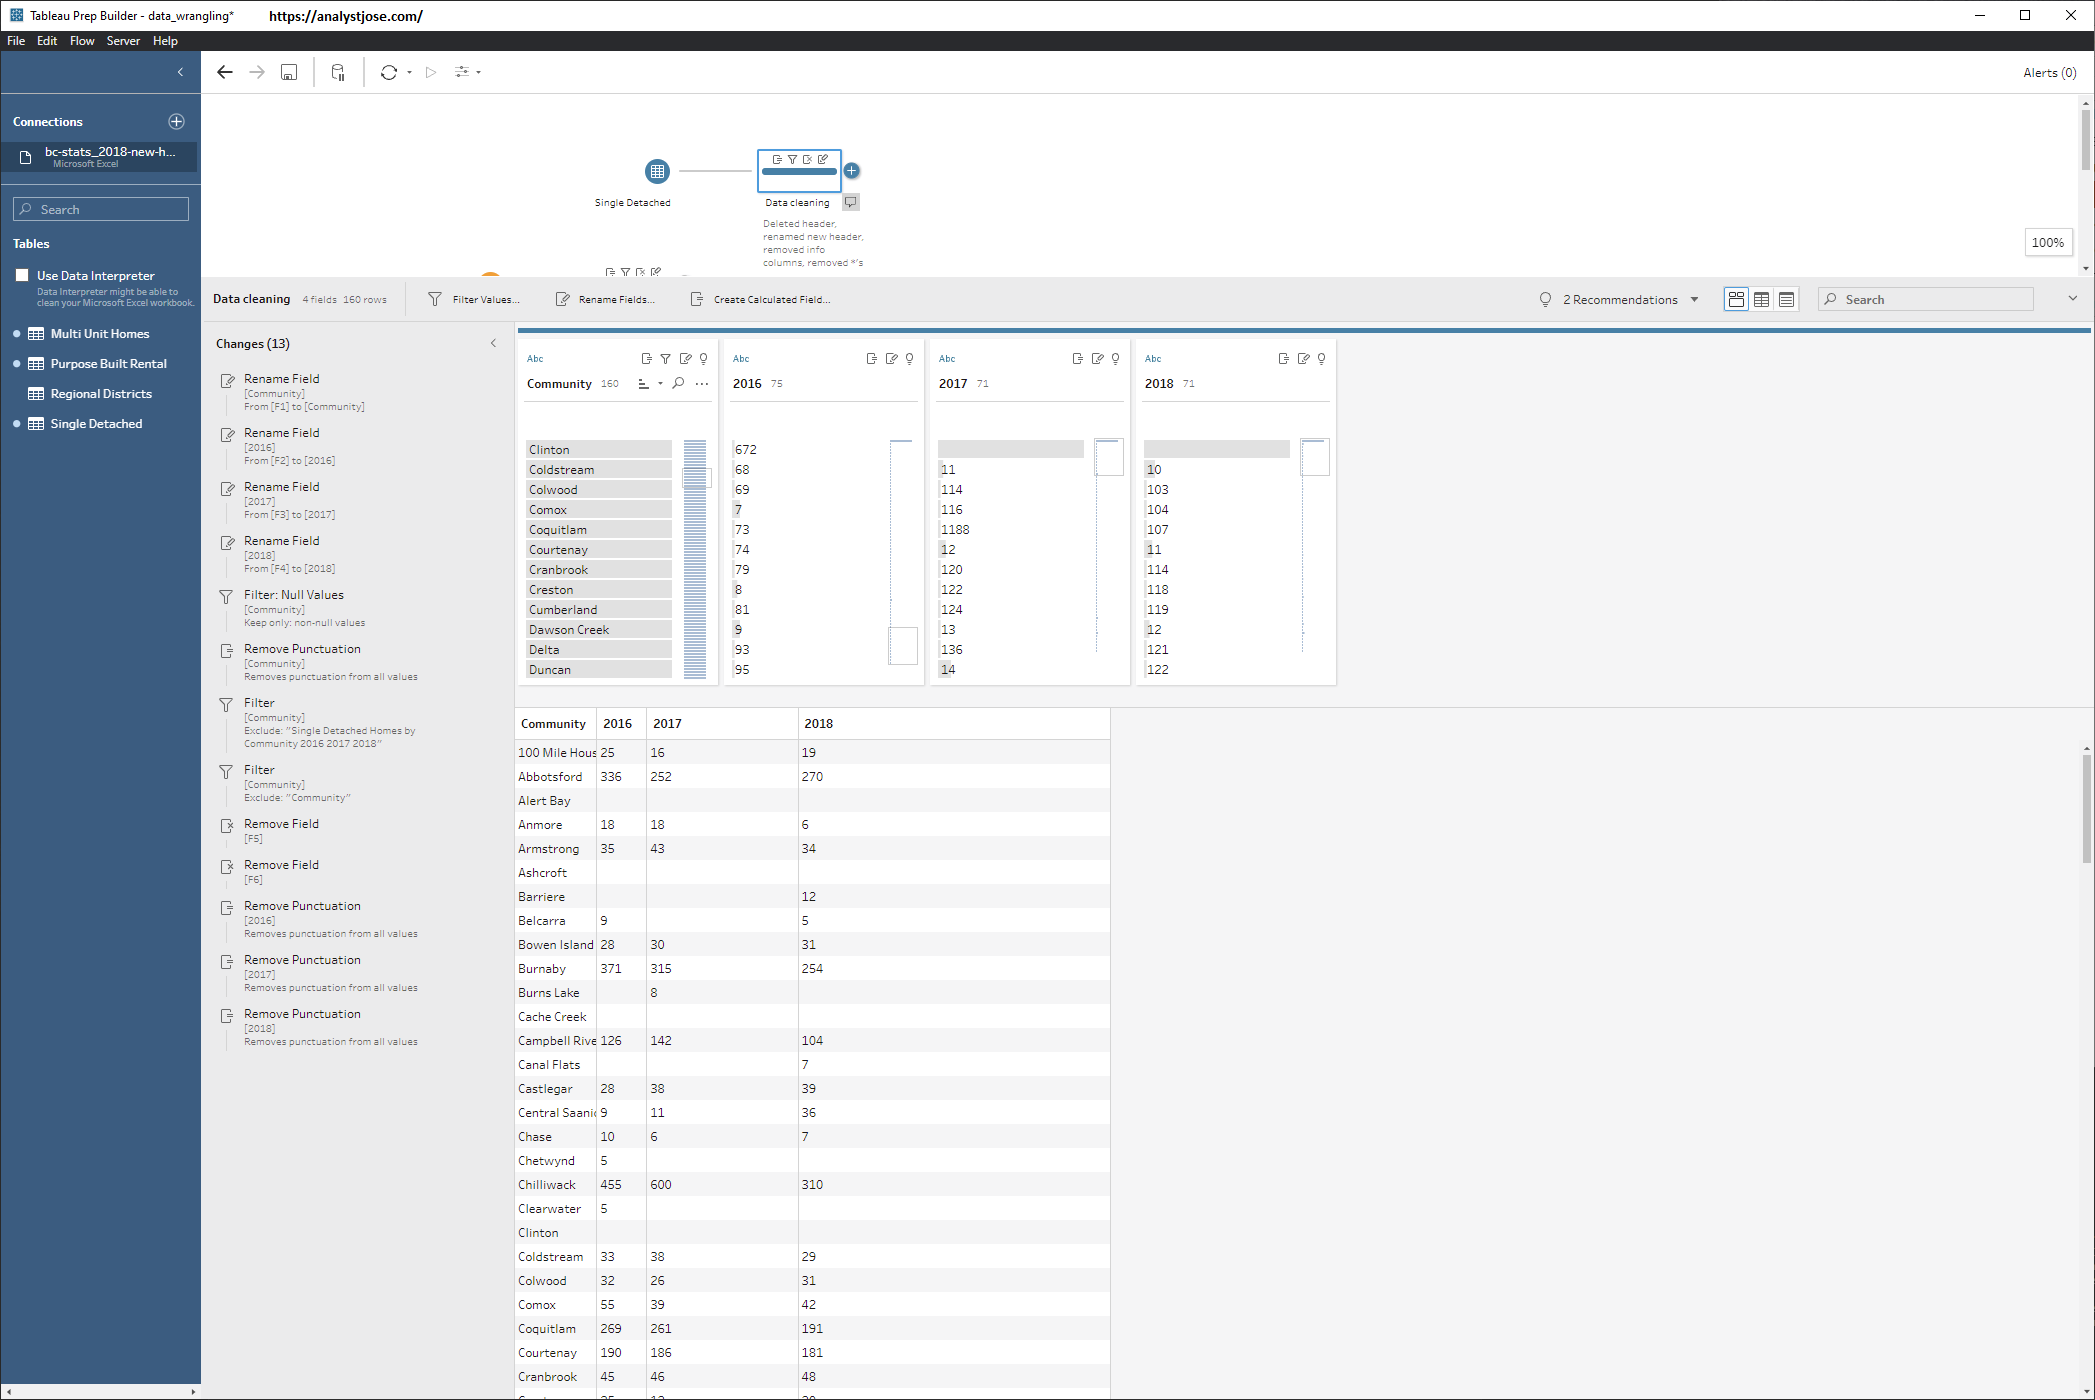 Tableau Prep Builder - data_wrangling* https://analystjose.com/
File Edit Flow Server Help
Alerts (0)
Connections
bc-stats_2018-new-h...
Microsoft Excel
Search
Tables
Use Data Interpreter
Data Interpreter might be able to
clean your Microsoft Excel workbook.
Multi Unit Homes
Purpose Built Rental
Regional Districts
Single Detached
Single Detached
Data cleaning
Deleted header,
renamed new header,
removed info
columns, removed *'s
100%
Data cleaning 4 fields 160 rows Filter Values... Rename Fields... Create Calculated Field... 2 Recommendations Search
Changes (13)
Rename Field
[Community]
From [F1] to [Community]
Rename Field
[2016]
From [F2] to [2016]
Rename Field
[2017]
From [F3] to [2017]
Rename Field
[2018]
From [F4] to [2018]
Filter: Null Values
[Community]
Keep only: non-null values
Remove Punctuation
[Community]
Removes punctuation from all values
Filter
[Community]
Exclude: "Single Detached Homes by
Community 2016 2017 2018"
Filter
[Community]
Exclude: "Community"
Remove Field
[F5]
Remove Field
[F6]
Remove Punctuation
[2016]
Removes punctuation from all values
Remove Punctuation
[2017]
Removes punctuation from all values
Remove Punctuation
[2018]
Removes punctuation from all values
Abc Abc Abc Abc
Community 160 2016 75 2017 71 2018 71
Clinton 672
Coldstream 68 11 10
Colwood 69 114 103
Comox 7 116 104
Coquitlam 73 1188 107
Courtenay 74 12 11
Cranbrook 79 120 114
Creston 8 122 118
Cumberland 81 124 119
Dawson Creek 9 13 12
Delta 93 136 121
Duncan 95 14 122
Community 2016 2017 2018
100 Mile Hous 25 16 19
Abbotsford 336 252 270
Alert Bay
Anmore 18 18 6
Armstrong 35 43 34
Ashcroft
Barriere 12
Belcarra 9 5
Bowen Island 28 30 31
Burnaby 371 315 254
Burns Lake 8
Cache Creek
Campbell Rive 126 142 104
Canal Flats 7
Castlegar 28 38 39
Central Saanic 9 11 36
Chase 10 6 7
Chetwynd 5
Chilliwack 455 600 310
Clearwater 5
Clinton
Coldstream 33 38 29
Colwood 32 26 31
Comox 55 39 42
Coquitlam 269 261 191
Courtenay 190 186 181
Cranbrook 45 46 48